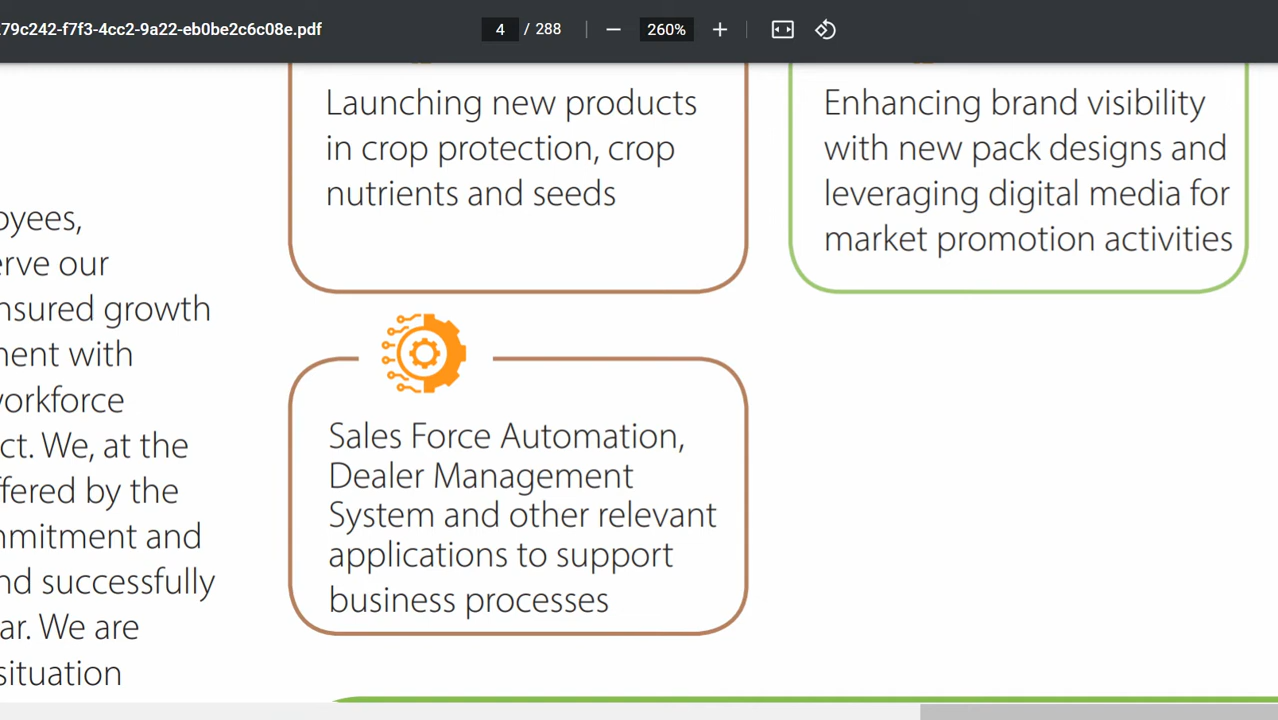 79c242-f7f3-4cc2-9a22-eb0be2c6c08e.pdf
4 / 288
260%
Launching new products
in crop protection, crop
nutrients and seeds
Enhancing brand visibility
with new pack designs and
leveraging digital media for
market promotion activities
Sales Force Automation,
Dealer Management
System and other relevant
applications to support
business processes
oyees,
erve our
nsured growth
ment with
workforce
ct. We, at the
ffered by the
mmitment and
nd successfully
ar. We are
situation